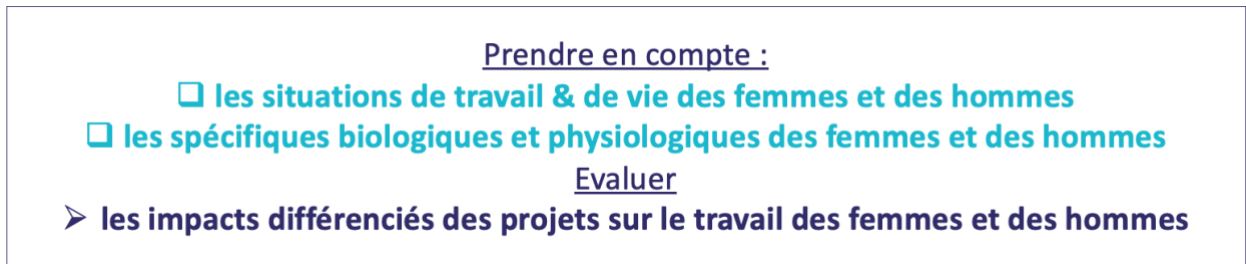 Prendre en compte :
❑ les situations de travail & de vie des femmes et des hommes
❑ les spécifiques biologiques et physiologiques des femmes et des hommes
Evaluer
➢ les impacts différenciés des projets sur le travail des femmes et des hommes